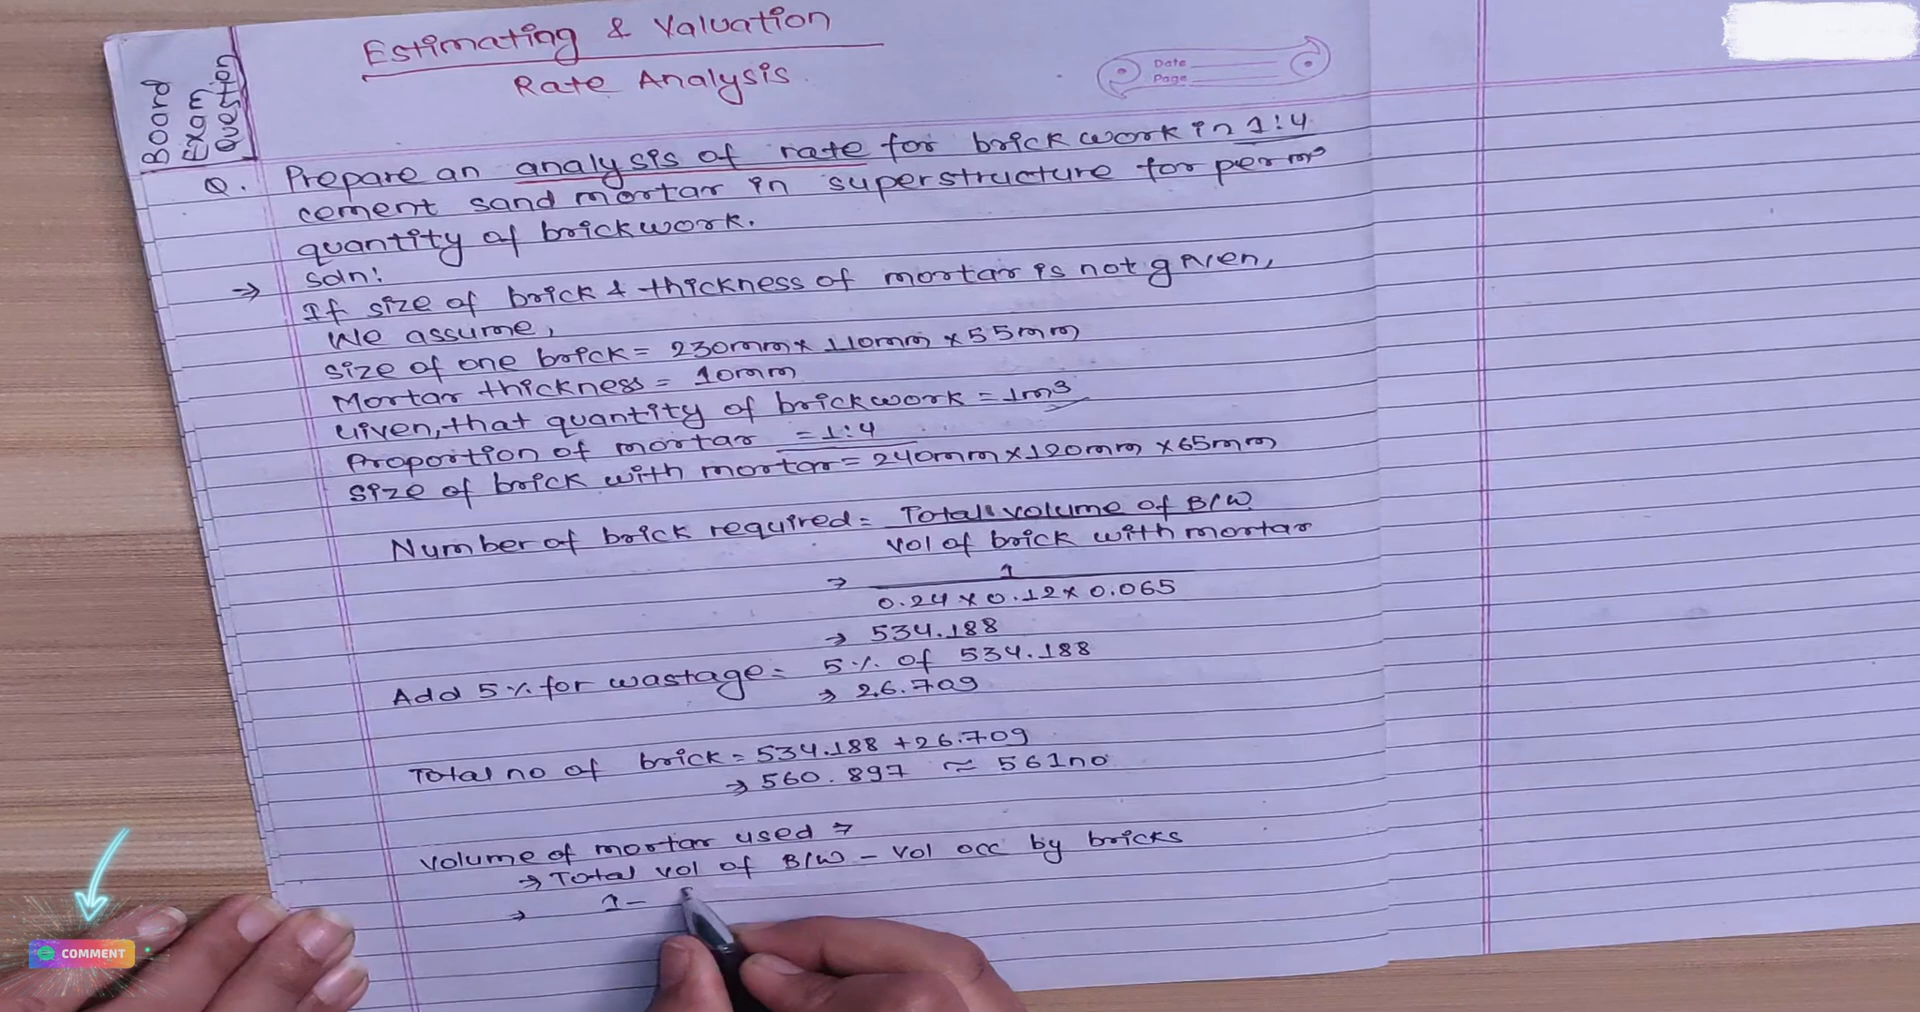 Estimating & Valuation
Rate Analysis.
Date
Page
Board
Exam
Question
Q. Prepare an analysis of rate for brick work in 1:4
cement sand mortar in superstructure for per m³
quantity of brickwork.
→ Soln:
If size of brick & thickness of mortar is not given,
We assume,
Size of one brick = 230mm × 110mm × 55mm
Mortar thickness = 10mm
Given, that quantity of brickwork = 1m³
Proportion of mortar = 1:4
Size of brick with mortar = 240mm × 120mm × 65mm
Number of brick required = Total volume of B/W
Vol of brick with mortar
→ 1
0.24 × 0.12 × 0.065
→ 534.188
Add 5% for wastage = 5% of 534.188
→ 26.709
Total no of brick = 534.188 + 26.709
→ 560.897 ≈ 561no
Volume of mortar used →
→ Total vol of B/W - Vol occ by bricks
→ 1 -
COMMENT